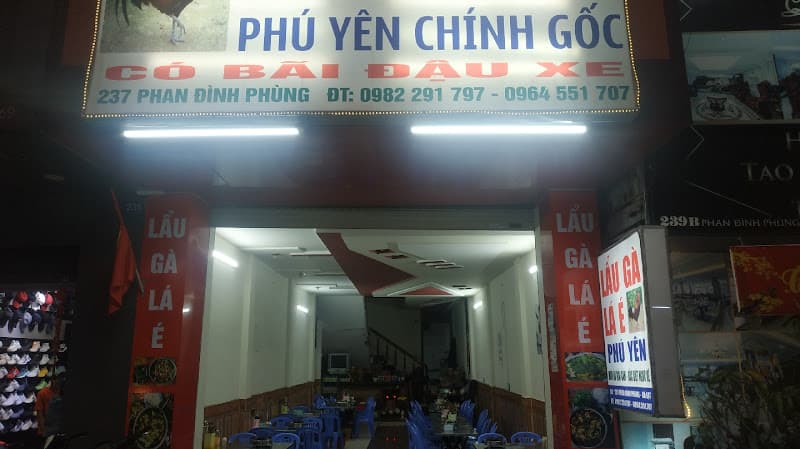 PHÚ YÊN CHÍNH GỐC
CÓ BÃI ĐẬU XE
237 PHAN ĐÌNH PHÙNG ĐT: 0982 291 797 - 0964 551 707
LẨU
GÀ
LÁ
É
LẨU
GÀ
LÁ
É
LẨU GÀ
LÁ É
PHÚ YÊN
H
TẠO
239B PHAN ĐÌNH PHÙNG